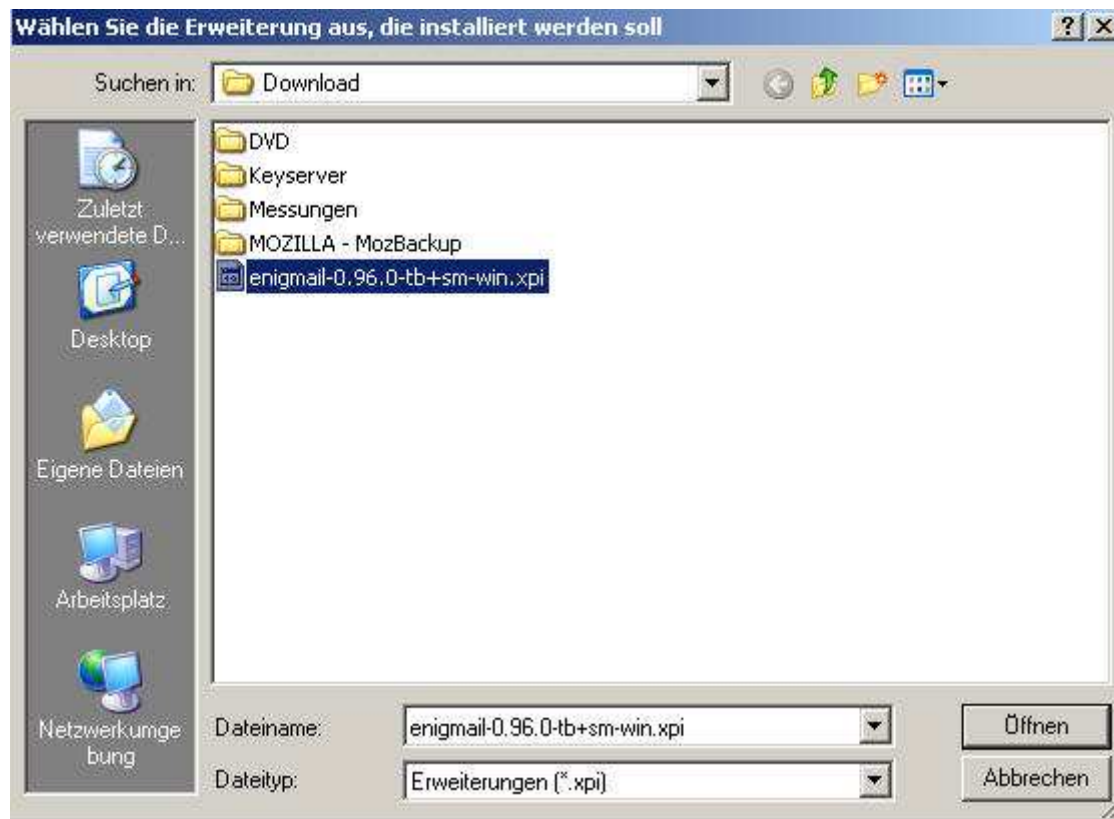 Wählen Sie die Erweiterung aus, die installiert werden soll
Suchen in:
Download
Zuletzt
verwendete D...
Desktop
Eigene Dateien
Arbeitsplatz
Netzwerkumge
bung
DVD
Keyserver
Messungen
MOZILLA - MozBackup
enigmail-0.96.0-tb+sm-win.xpi
Dateiname:
enigmail-0.96.0-tb+sm-win.xpi
Öffnen
Dateityp:
Erweiterungen (*.xpi)
Abbrechen